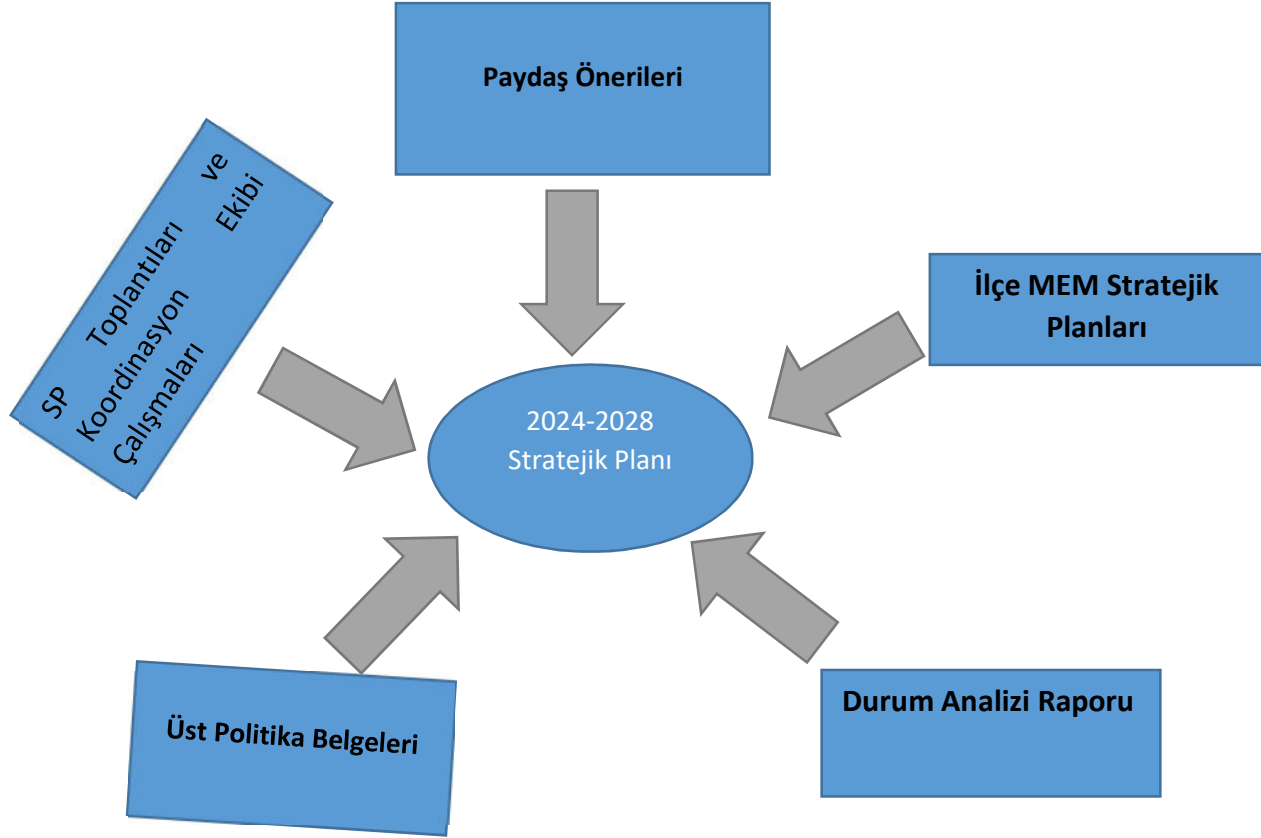 Paydaş Önerileri
SP Toplantıları ve
Koordinasyon Ekibi
Çalışmaları
İlçe MEM Stratejik
Planları
2024-2028
Stratejik Planı
Üst Politika Belgeleri
Durum Analizi Raporu